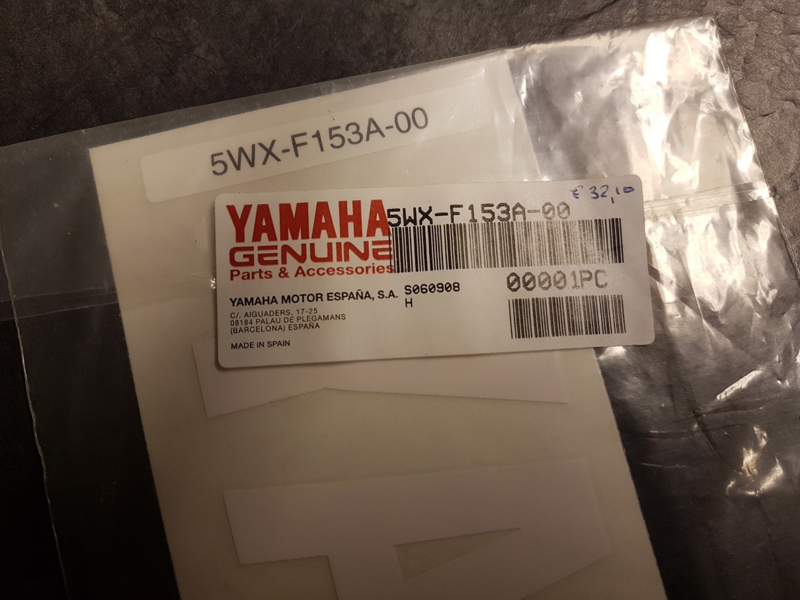 5WX-F153A-00
€ 32,10
YAMAHA
GENUINE
Parts & Accessories
5WX-F153A-00
YAMAHA MOTOR ESPAÑA, S.A.
C/. AIGUADERS, 17-25
08184 PALAU DE PLEGAMANS
(BARCELONA) ESPAÑA
MADE IN SPAIN
S060908
H
00001PC